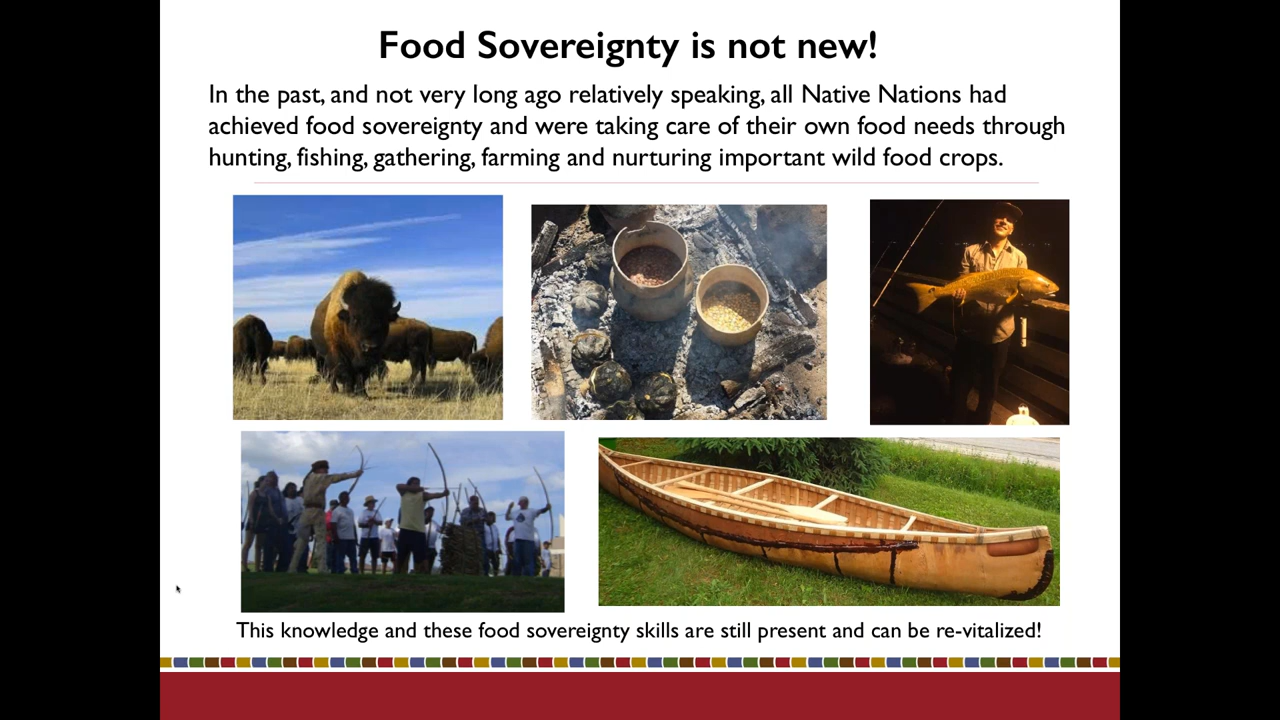 Food Sovereignty is not new!
In the past, and not very long ago relatively speaking, all Native Nations had
achieved food sovereignty and were taking care of their own food needs through
hunting, fishing, gathering, farming and nurturing important wild food crops.
This knowledge and these food sovereignty skills are still present and can be re-vitalized!